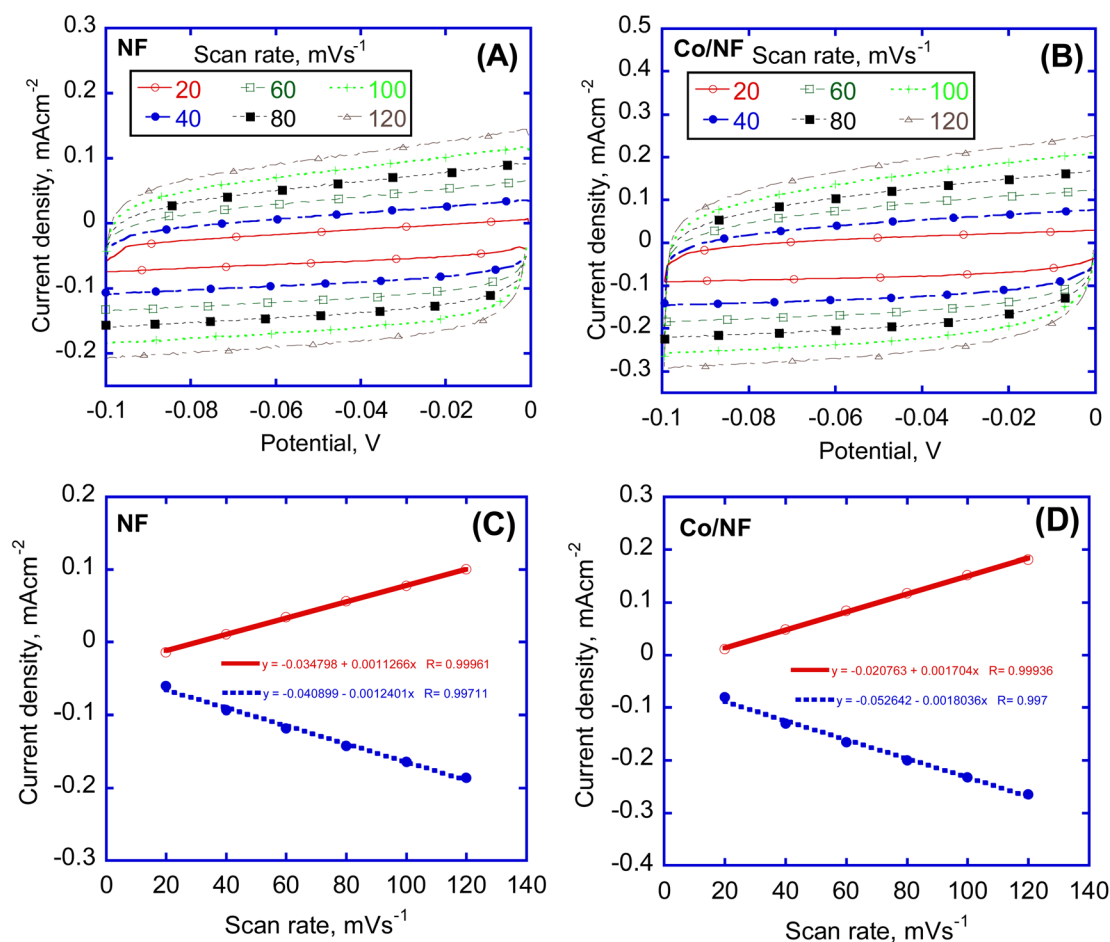 NF
(A)
Scan rate, mVs⁻¹
20 60 100
40 80 120
0.3
0.2
0.1
0
-0.1
-0.2
Current density, mAcm⁻²
-0.1 -0.08 -0.06 -0.04 -0.02 0
Potential, V
Co/NF
(B)
Scan rate, mVs⁻¹
20 60 100
40 80 120
0.5
0.4
0.3
0.2
0.1
0
-0.1
-0.2
-0.3
Current density, mAcm⁻²
-0.1 -0.08 -0.06 -0.04 -0.02 0
Potential, V
NF
(C)
0.2
0.1
0
-0.1
-0.2
-0.3
Current density, mAcm⁻²
y = -0.034798 + 0.0011266x R= 0.99961
y = -0.040899 - 0.0012401x R= 0.99711
0 20 40 60 80 100 120 140
Scan rate, mVs⁻¹
Co/NF
(D)
0.3
0.2
0.1
0
-0.1
-0.2
-0.3
-0.4
Current density, mAcm⁻²
y = -0.020763 + 0.001704x R= 0.99936
y = -0.052642 - 0.0018036x R= 0.997
0 20 40 60 80 100 120 140
Scan rate, mVs⁻¹